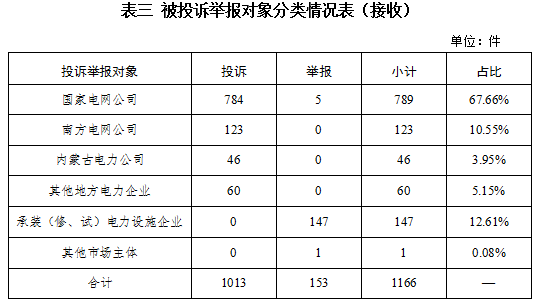 表三 被投诉举报对象分类情况表（接收）
单位：件
投诉举报对象 投诉 举报 小计 占比
国家电网公司 784 5 789 67.66%
南方电网公司 123 0 123 10.55%
内蒙古电力公司 46 0 46 3.95%
其他地方电力企业 60 0 60 5.15%
承装（修、试）电力设施企业 0 147 147 12.61%
其他市场主体 0 1 1 0.08%
合计 1013 153 1166 —